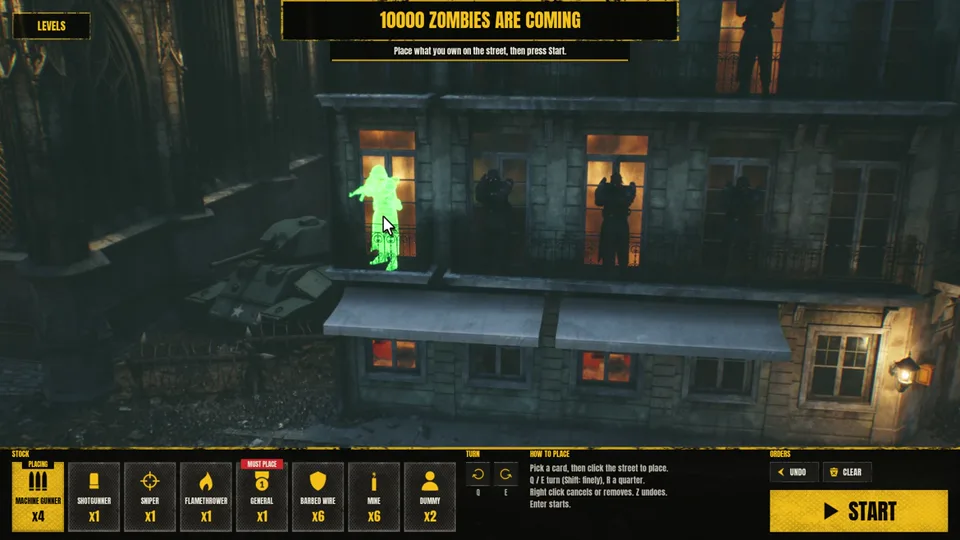 LEVELS
10000 ZOMBIES ARE COMING
Place what you own on the street, then press Start.
STOCK
PLACING
MACHINE GUNNER
x4
SHOTGUNNER
x1
SNIPER
x1
FLAMETHROWER
x1
MUST PLACE
1
GENERAL
x1
BARBED WIRE
x6
MINE
x6
DUMMY
x2
TURN
Q
E
HOW TO PLACE
Pick a card, then click the street to place.
Q / E turn (Shift: finely), R a quarter.
Right click cancels or removes, Z undoes.
Enter starts.
ORDERS
UNDO
CLEAR
START